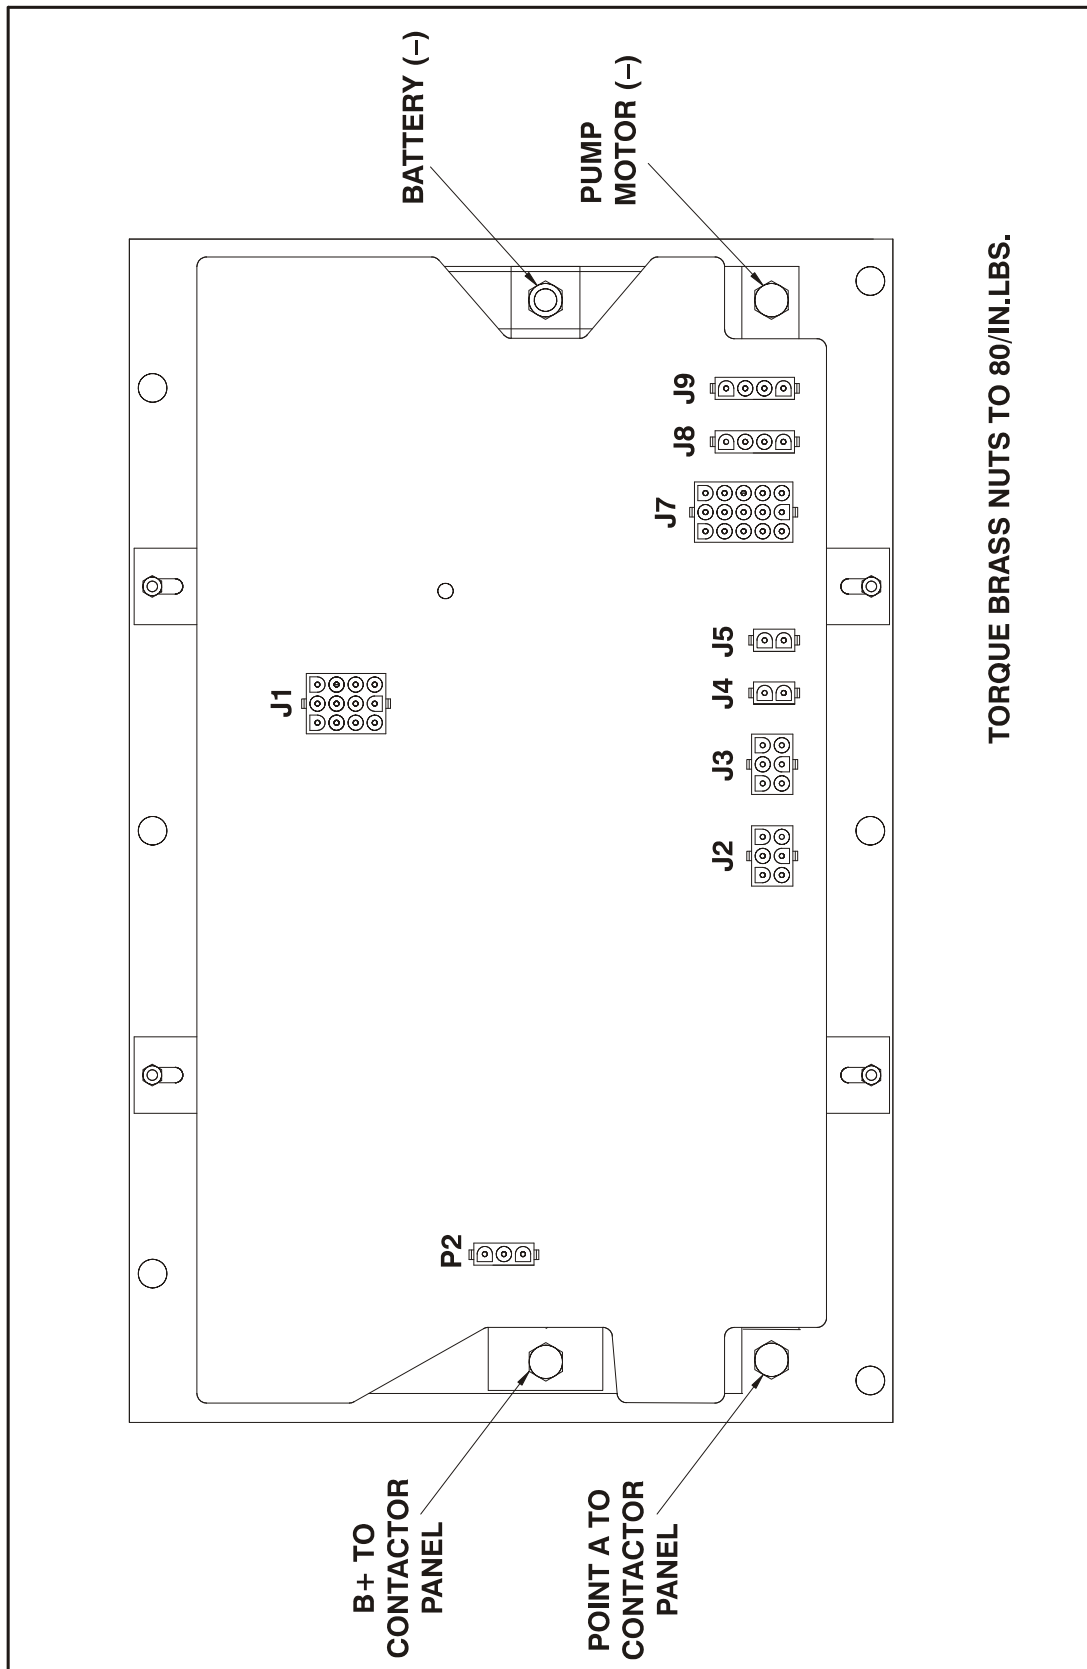 BATTERY (–)
PUMP
MOTOR (–)
J9
J8
J7
J5
J4
J1
J3
J2
P2
B+ TO
CONTACTOR
PANEL
POINT A TO
CONTACTOR
PANEL
TORQUE BRASS NUTS TO 80/IN.LBS.